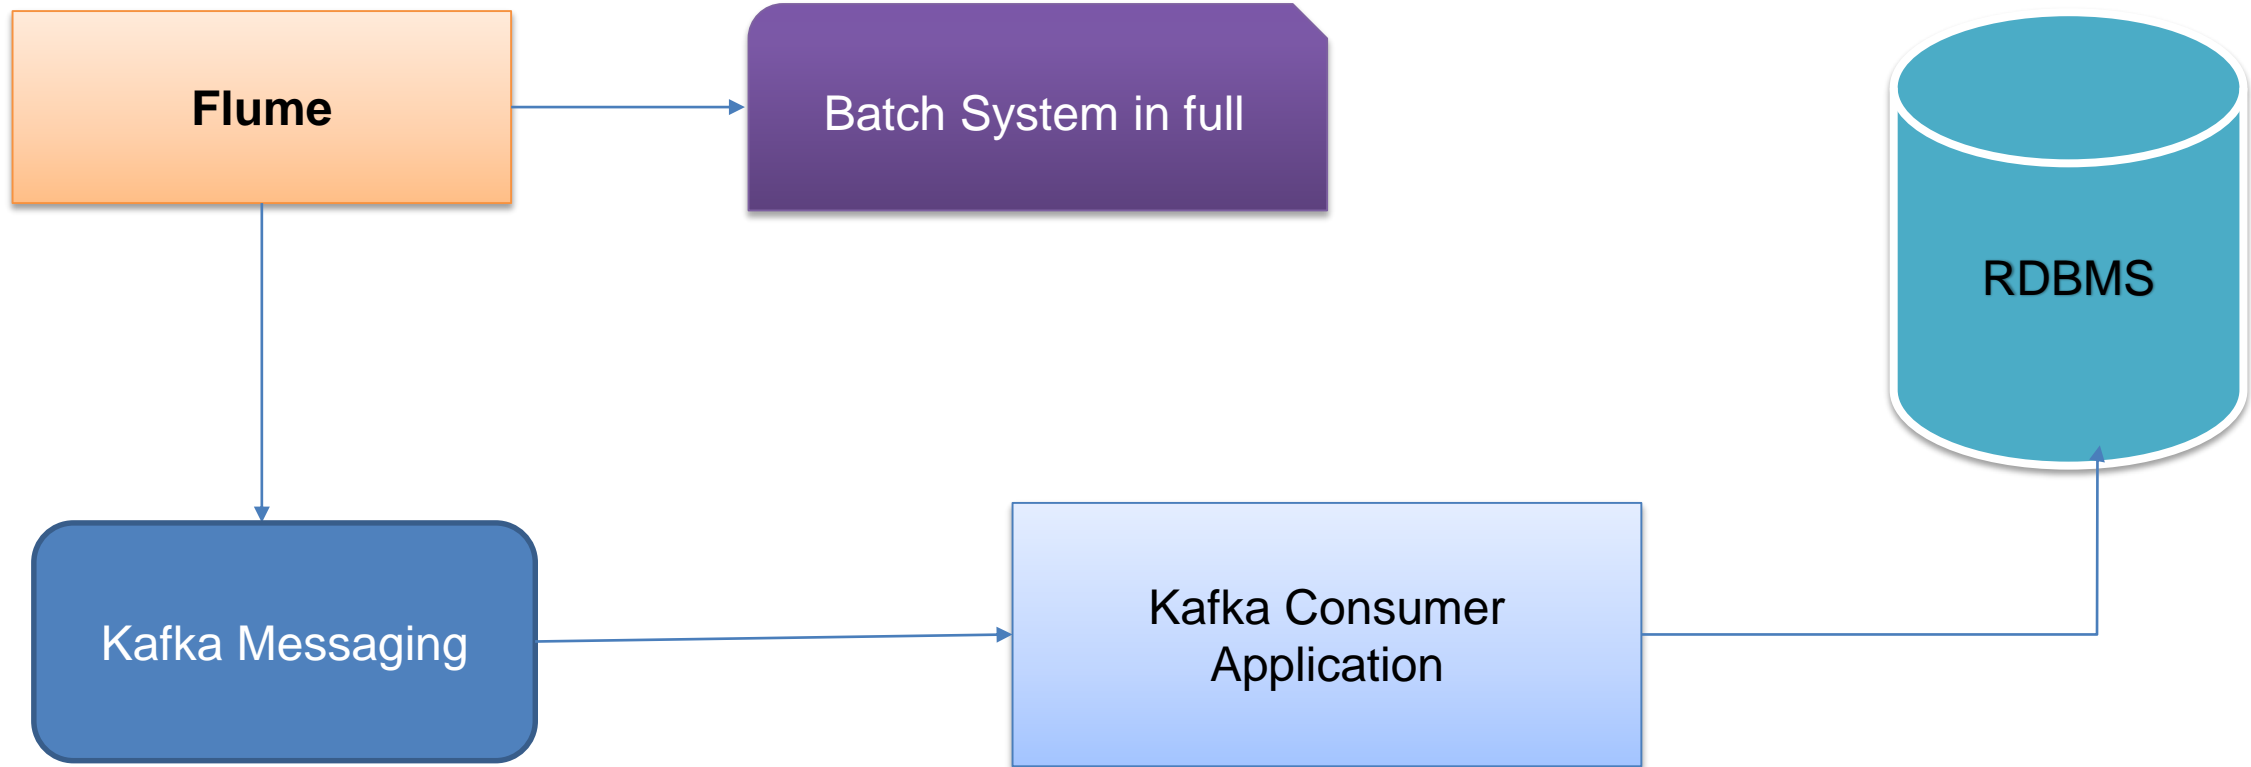 Flume
Batch System in full
RDBMS
Kafka Messaging
Kafka Consumer
Application